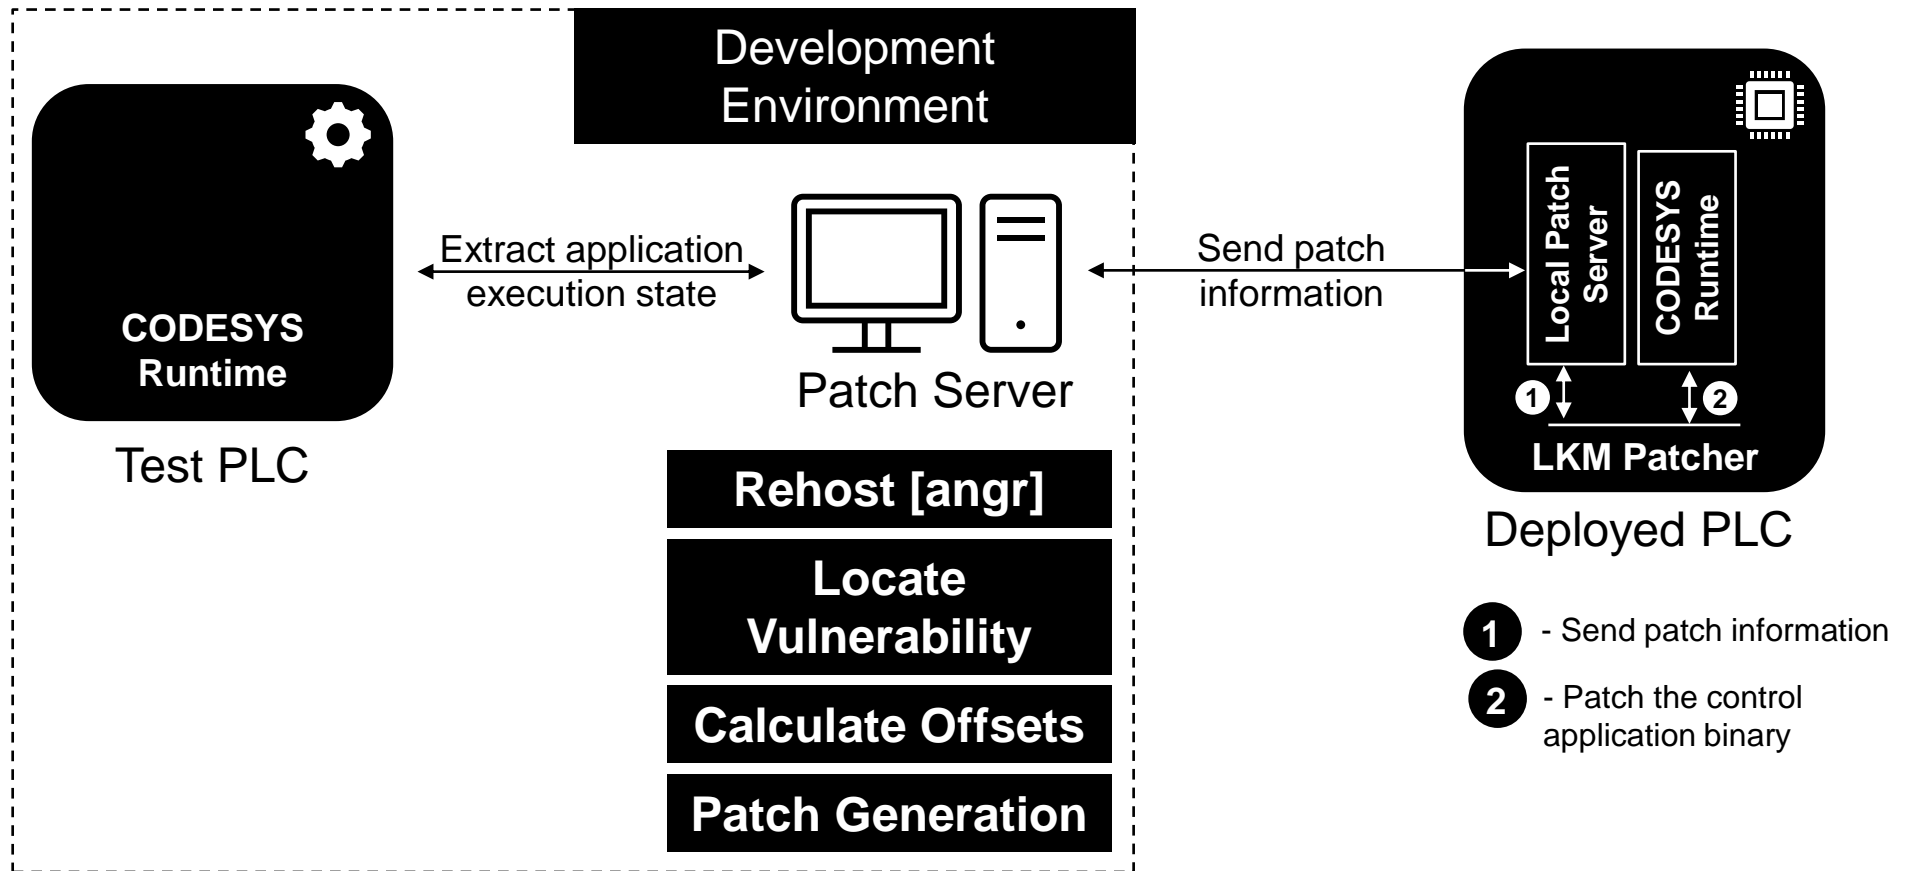 Development
Environment
CODESYS
Runtime
Test PLC
Extract application
execution state
Patch Server
Rehost [angr]
Locate
Vulnerability
Calculate Offsets
Patch Generation
Send patch
information
Local Patch
Server
CODESYS
Runtime
1
2
LKM Patcher
Deployed PLC
1 - Send patch information
2 - Patch the control
application binary